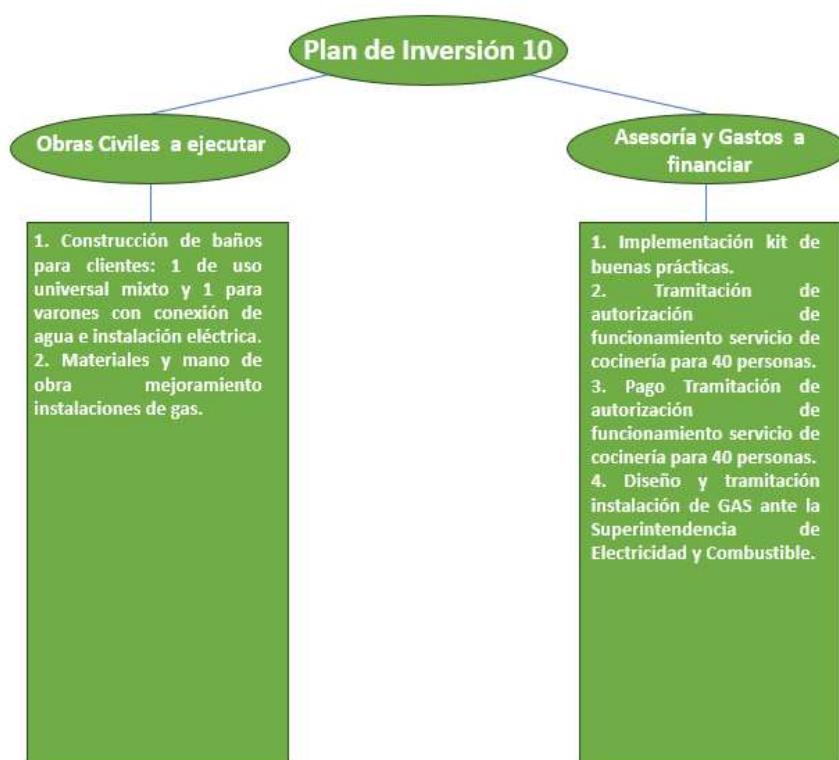 Plan de Inversión 10
Obras Civiles a ejecutar
1. Construcción de baños
para clientes: 1 de uso
universal mixto y 1 para
varones con conexión de
agua e instalación eléctrica.
2. Materiales y mano de
obra mejoramiento
instalaciones de gas.
Asesoría y Gastos a
financiar
1. Implementación kit de
buenas prácticas.
2. Tramitación de
autorización de
funcionamiento servicio de
cocinería para 40 personas.
3. Pago Tramitación de
autorización de
funcionamiento servicio de
cocinería para 40 personas.
4. Diseño y tramitación
instalación de GAS ante la
Superintendencia de
Electricidad y Combustible.